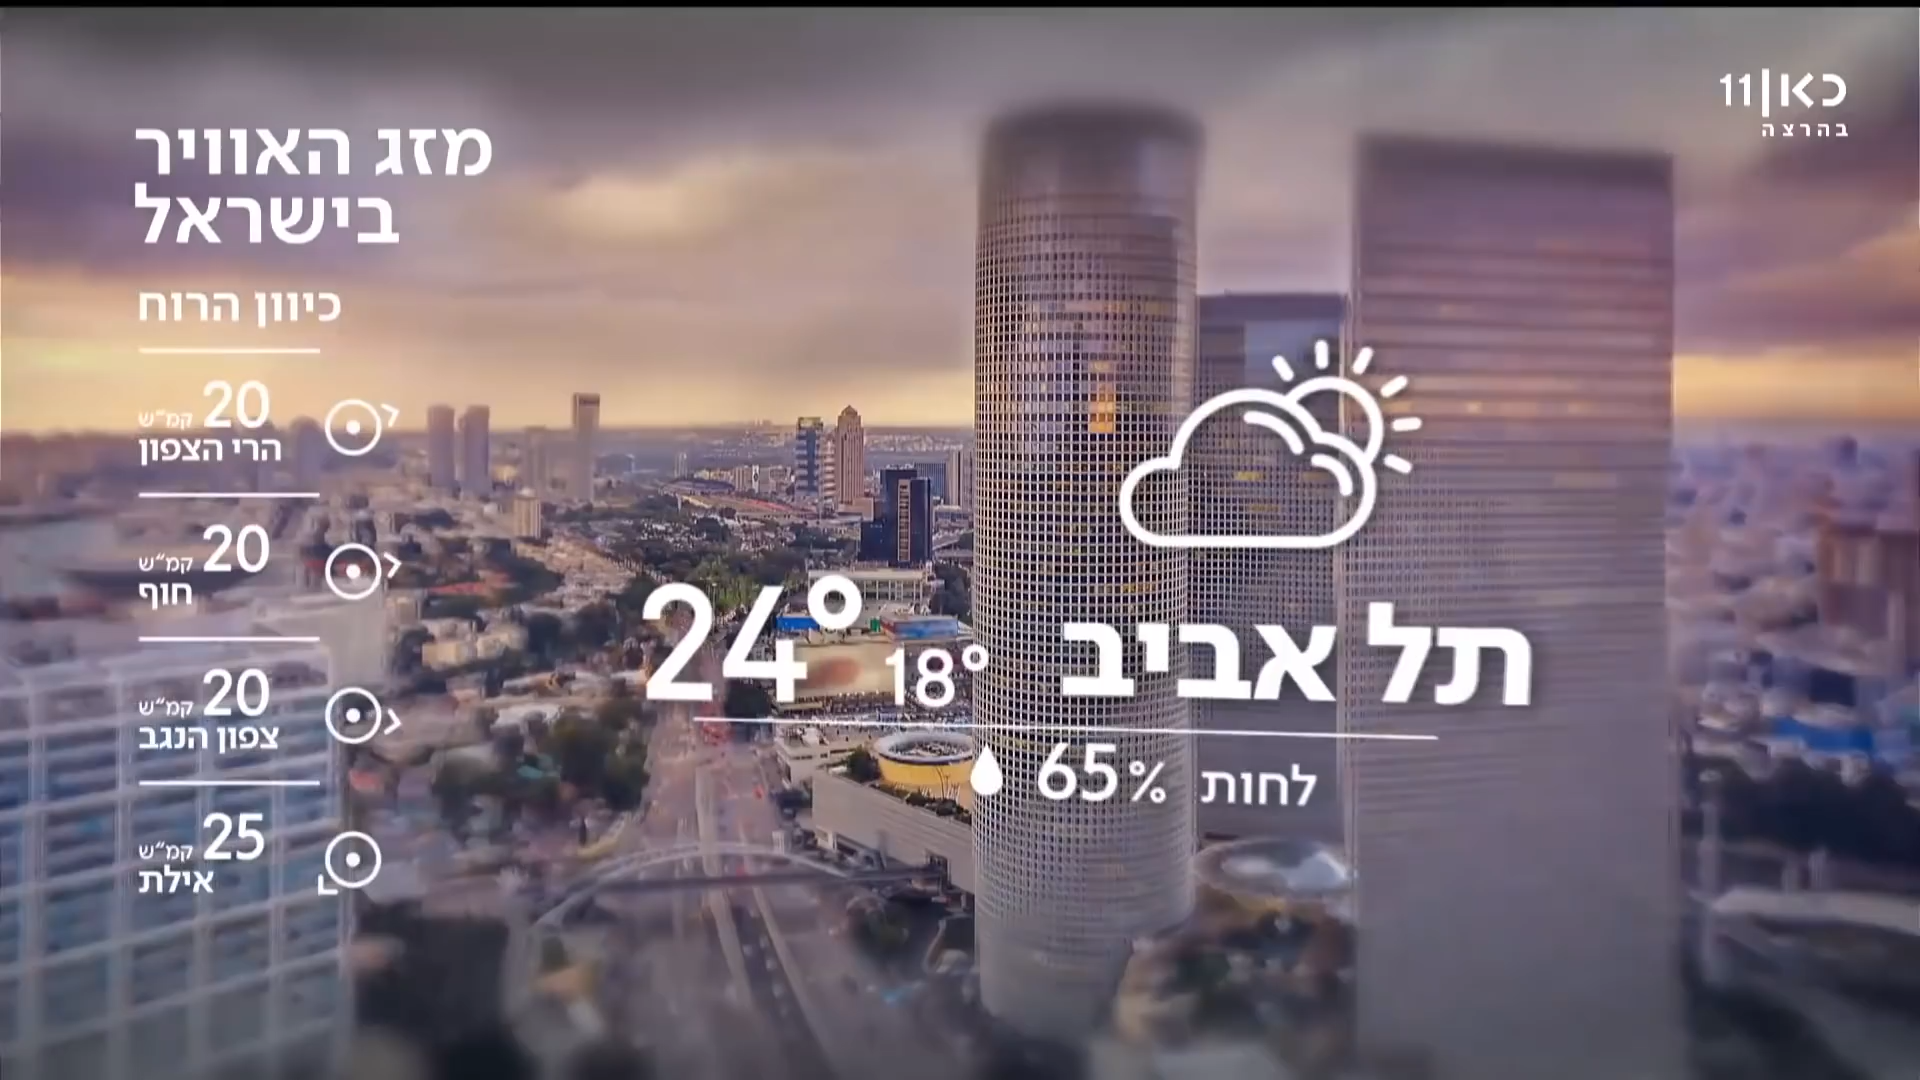 כאן 11
בהרצה
מזג האוויר
בישראל
כיוון הרוח
20 קמ״ש
הרי הצפון
20 קמ״ש
חוף
20 קמ״ש
צפון הנגב
25 קמ״ש
אילת
תל אביב 18° 24°
לחות 65%